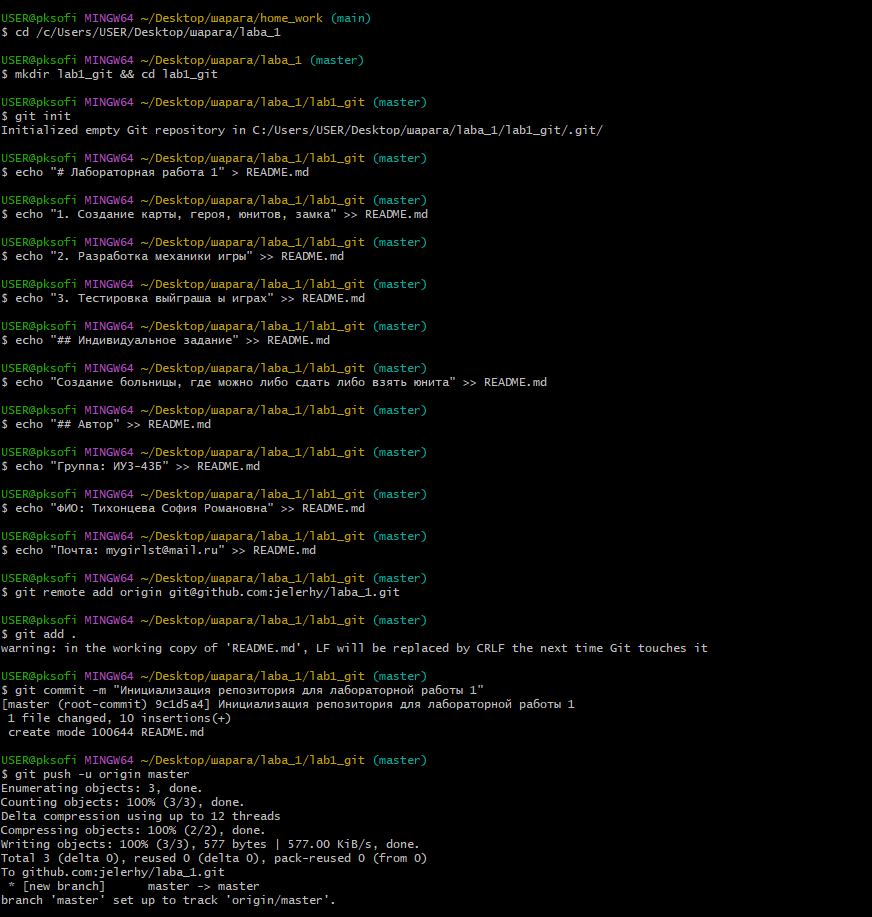 USER@pksofi MINGW64 ~/Desktop/шарага/home_work (main)
$ cd /c/Users/USER/Desktop/шарага/laba_1
USER@pksofi MINGW64 ~/Desktop/шарага/laba_1 (master)
$ mkdir lab1_git && cd lab1_git
USER@pksofi MINGW64 ~/Desktop/шарага/laba_1/lab1_git (master)
$ git init
Initialized empty Git repository in C:/Users/USER/Desktop/шарага/laba_1/lab1_git/.git/
USER@pksofi MINGW64 ~/Desktop/шарага/laba_1/lab1_git (master)
$ echo "# Лабораторная работа 1" > README.md
USER@pksofi MINGW64 ~/Desktop/шарага/laba_1/lab1_git (master)
$ echo "1. Создание карты, героя, юнитов, замка" >> README.md
USER@pksofi MINGW64 ~/Desktop/шарага/laba_1/lab1_git (master)
$ echo "2. Разработка механики игры" >> README.md
USER@pksofi MINGW64 ~/Desktop/шарага/laba_1/lab1_git (master)
$ echo "3. Тестировка выйграша ы играх" >> README.md
USER@pksofi MINGW64 ~/Desktop/шарага/laba_1/lab1_git (master)
$ echo "## Индивидуальное задание" >> README.md
USER@pksofi MINGW64 ~/Desktop/шарага/laba_1/lab1_git (master)
$ echo "Создание больницы, где можно либо сдать либо взять юнита" >> README.md
USER@pksofi MINGW64 ~/Desktop/шарага/laba_1/lab1_git (master)
$ echo "## Автор" >> README.md
USER@pksofi MINGW64 ~/Desktop/шарага/laba_1/lab1_git (master)
$ echo "Группа: ИУ3-43Б" >> README.md
USER@pksofi MINGW64 ~/Desktop/шарага/laba_1/lab1_git (master)
$ echo "ФИО: Тихонцева София Романовна" >> README.md
USER@pksofi MINGW64 ~/Desktop/шарага/laba_1/lab1_git (master)
$ echo "Почта: mygirlst@mail.ru" >> README.md
USER@pksofi MINGW64 ~/Desktop/шарага/laba_1/lab1_git (master)
$ git remote add origin git@github.com:jelerhy/laba_1.git
USER@pksofi MINGW64 ~/Desktop/шарага/laba_1/lab1_git (master)
$ git add .
warning: in the working copy of 'README.md', LF will be replaced by CRLF the next time Git touches it
USER@pksofi MINGW64 ~/Desktop/шарага/laba_1/lab1_git (master)
$ git commit -m "Инициализация репозитория для лабораторной работы 1"
[master (root-commit) 9c1d5a4] Инициализация репозитория для лабораторной работы 1
1 file changed, 10 insertions(+)
create mode 100644 README.md
USER@pksofi MINGW64 ~/Desktop/шарага/laba_1/lab1_git (master)
$ git push -u origin master
Enumerating objects: 3, done.
Counting objects: 100% (3/3), done.
Delta compression using up to 12 threads
Compressing objects: 100% (2/2), done.
Writing objects: 100% (3/3), 577 bytes | 577.00 KiB/s, done.
Total 3 (delta 0), reused 0 (delta 0), pack-reused 0 (from 0)
To github.com:jelerhy/laba_1.git
* [new branch]      master -> master
branch 'master' set up to track 'origin/master'.